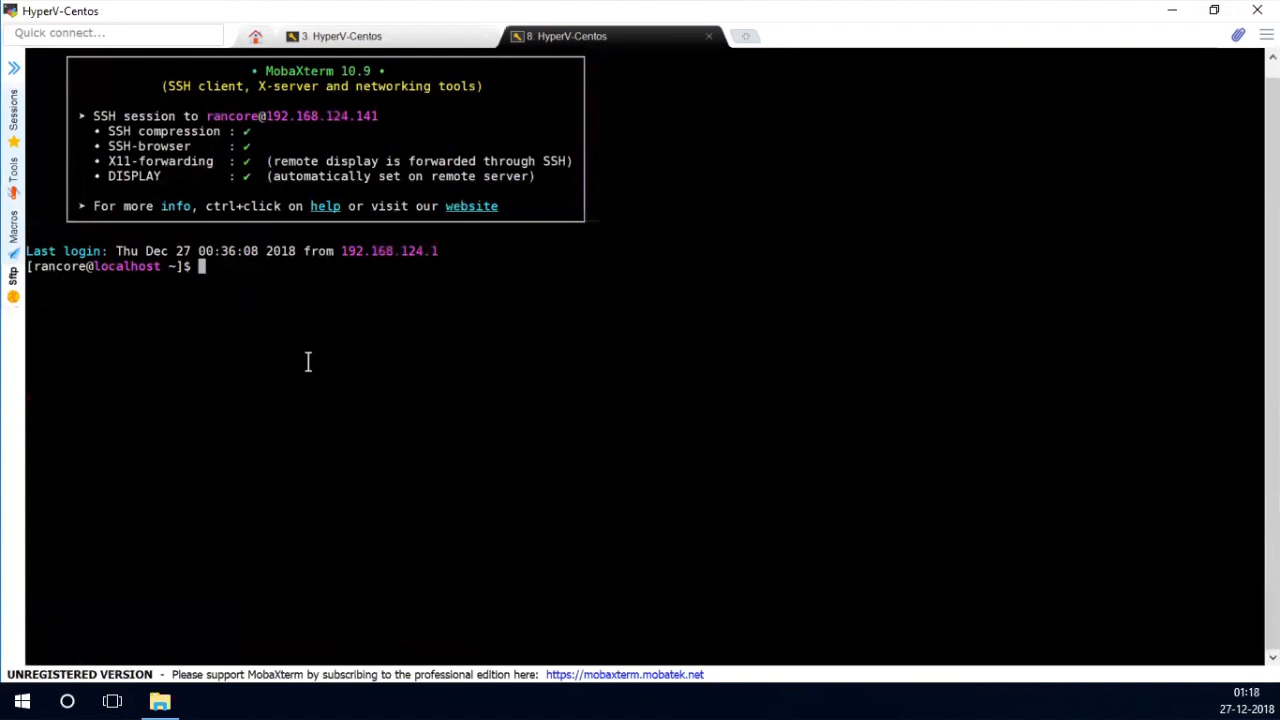 HyperV-Centos
Quick connect...
3. HyperV-Centos
8. HyperV-Centos
Sessions
Tools
Macros
Sftp
• MobaXterm 10.9 •
(SSH client, X-server and networking tools)
➤ SSH session to rancore@192.168.124.141
• SSH compression : ✔
• SSH-browser : ✔
• X11-forwarding : ✔ (remote display is forwarded through SSH)
• DISPLAY : ✔ (automatically set on remote server)
➤ For more info, ctrl+click on help or visit our website
Last login: Thu Dec 27 00:36:08 2018 from 192.168.124.1
[rancore@localhost ~]$
UNREGISTERED VERSION - Please support MobaXterm by subscribing to the professional edition here: https://mobaxterm.mobatek.net
01:18
27-12-2018